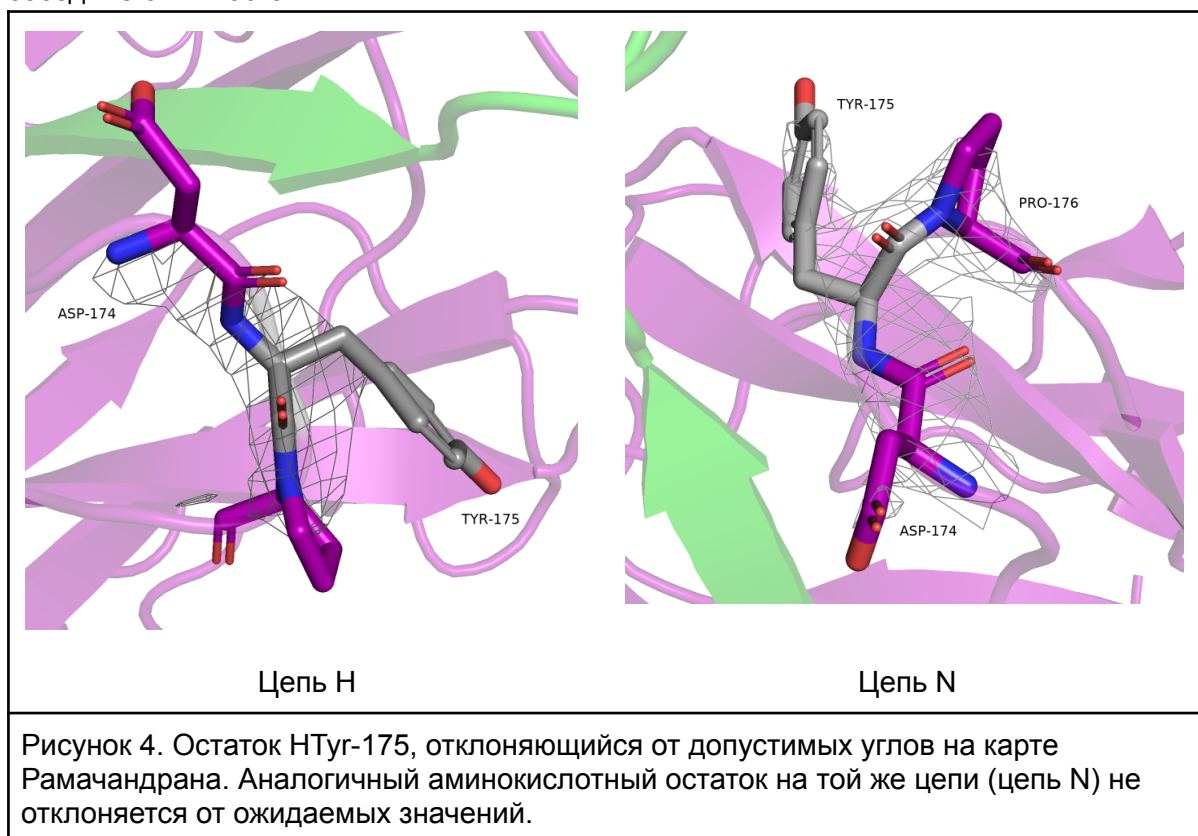 TYR-175
PRO-176
ASP-174
TYR-175
ASP-174
Цепь H
Цепь N
Рисунок 4. Остаток HTyr-175, отклоняющийся от допустимых углов на карте
Рамачандрана. Аналогичный аминокислотный остаток на той же цепи (цепь N) не
отклоняется от ожидаемых значений.